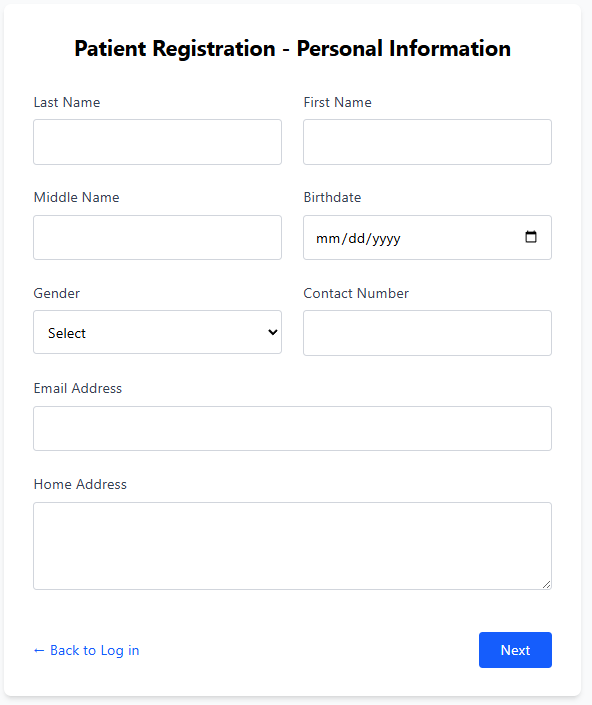 Patient Registration - Personal Information
Last Name
First Name
Middle Name
Birthdate
mm/dd/yyyy
Gender
Contact Number
Select
Email Address
Home Address
← Back to Log in
Next